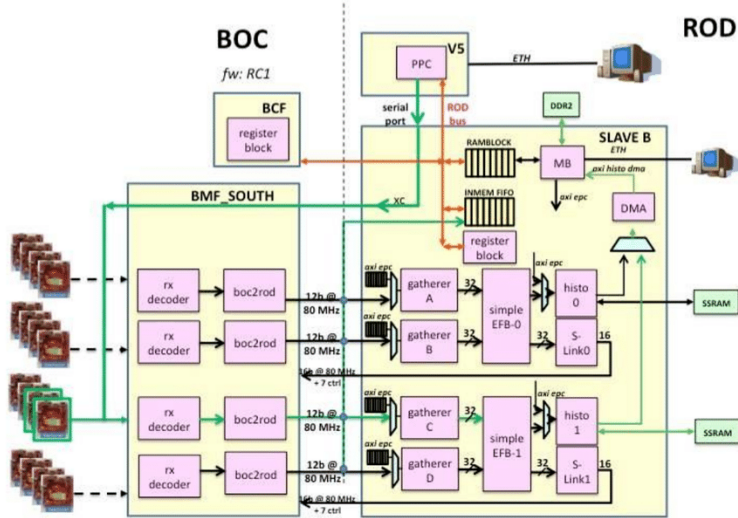 BOC
ROD
fw: RC1
V5
PPC
ETH
BCF
register
block
serial
port
ROD
bus
DDR2
SLAVE B
RAMBLOCK
MB
ETH
axi histo dma
axi epc
BMF_SOUTH
XC
INMEM FIFO
DMA
register
block
rx
decoder
boc2rod
12b @
80 MHz
axi epc
gatherer
A
32
simple
EFB-0
axi epc
histo
0
SSRAM
rx
decoder
boc2rod
12b @
80 MHz
axi epc
gatherer
B
32
32
S-
Link0
16
16b @ 80 MHz
+ 7 ctrl
rx
decoder
boc2rod
12b @
80 MHz
axi epc
gatherer
C
32
simple
EFB-1
axi epc
histo
1
SSRAM
rx
decoder
boc2rod
12b @
80 MHz
axi epc
gatherer
D
32
32
S-
Link1
16
16b @ 80 MHz
+ 7 ctrl